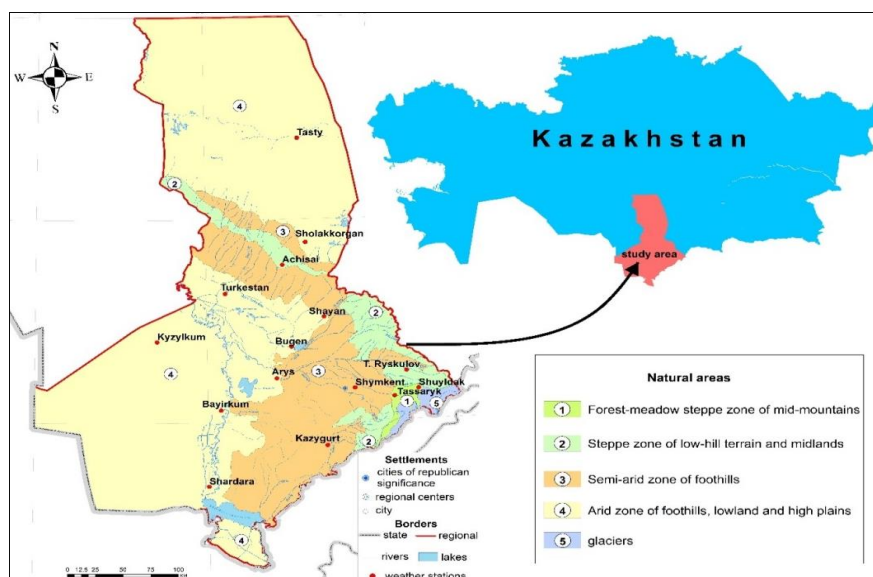 N
W E
S
4
Tasty
2
3
Sholakkorgan
Achisai
Turkestan
2
Shayan
Kyzylkum
Bugen
T. Ryskulov
4
Arys
3
Shymkent
Shuyldak
Tassaryk
1
5
Bayirkum
Kazygurt
2
Shardara
4
Settlements
cities of republican
significance
regional centers
city
Borders
state regional
rivers lakes
weather stations
0 12.5 25 50 75 100
Kazakhstan
study area
Natural areas
1 Forest-meadow steppe zone of mid-mountains
2 Steppe zone of low-hill terrain and midlands
3 Semi-arid zone of foothills
4 Arid zone of foothills, lowland and high plains
5 glaciers